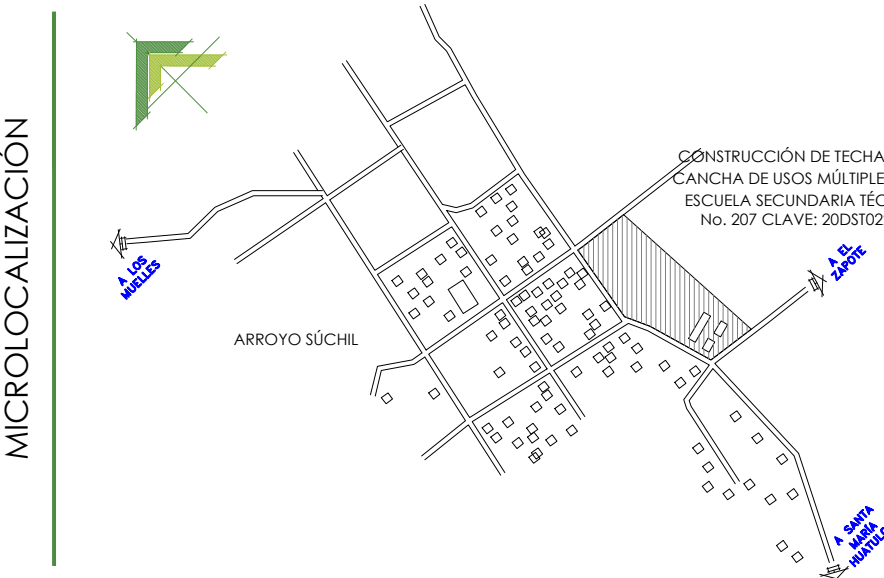 MICROLOCALIZACIÓN
CONSTRUCCIÓN DE TECHA
CANCHA DE USOS MÚLTIPLE
ESCUELA SECUNDARIA TÉC
No. 207 CLAVE: 20DST02
A LOS
MUELLES
A EL
ZAPOTE
ARROYO SÚCHIL
A SANTA
MARÍA
HUATULC